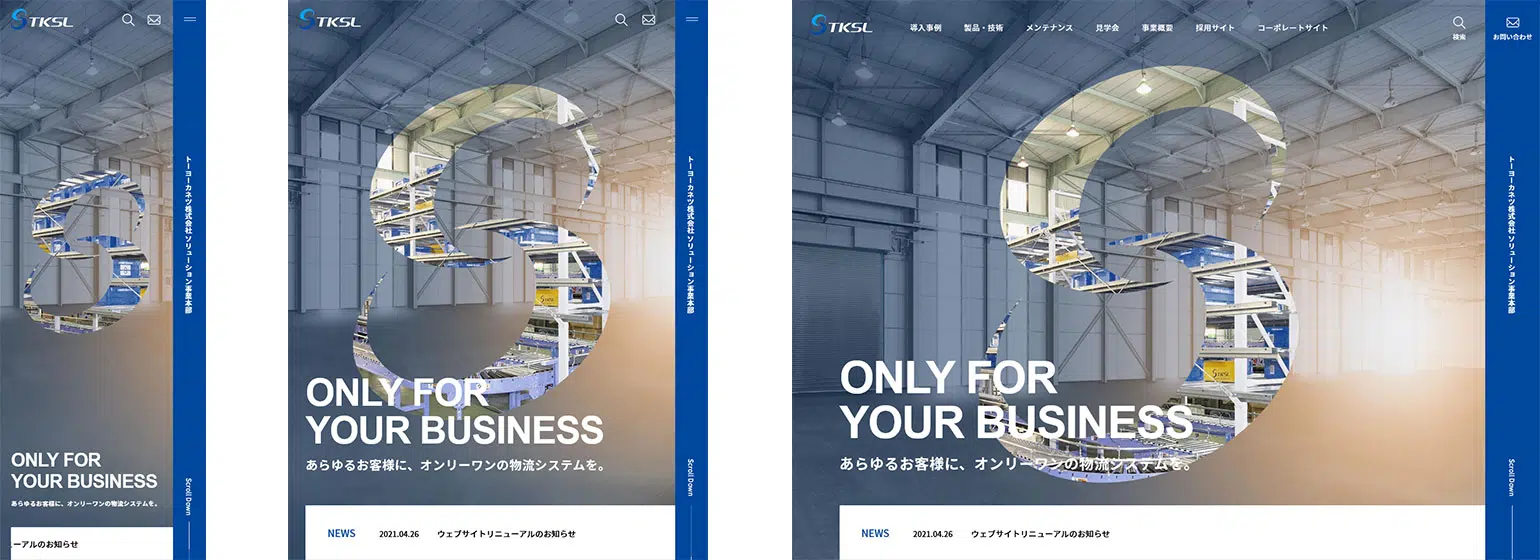 TKSL
トーヨーカネツ株式会社 ソリューション事業本部
ONLY FOR
YOUR BUSINESS
あらゆるお客様に、オンリーワンの物流システムを。
Scroll Down
ーアルのお知らせ
TKSL
トーヨーカネツ株式会社 ソリューション事業本部
TKSL
ONLY FOR
YOUR BUSINESS
あらゆるお客様に、オンリーワンの物流システムを。
Scroll Down
NEWS 2021.04.26 ウェブサイトリニューアルのお知らせ
TKSL 導入事例 製品・技術 メンテナンス 見学会 事業概要 採用サイト コーポレートサイト 検索 お問い合わせ
トーヨーカネツ株式会社 ソリューション事業本部
TKSL
ONLY FOR
YOUR BUSINESS
あらゆるお客様に、オンリーワンの物流システムを。
Scroll Down
NEWS 2021.04.26 ウェブサイトリニューアルのお知らせ